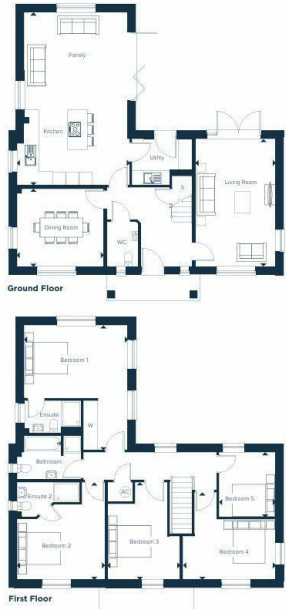 Family
Kitchen
Utility
Living Room
S
Dining Room
WC
Ground Floor
Bedroom 1
Ensuite
W
Bathroom
AC
Ensuite 2
Bedroom 5
Bedroom 2
Bedroom 3
Bedroom 4
First Floor